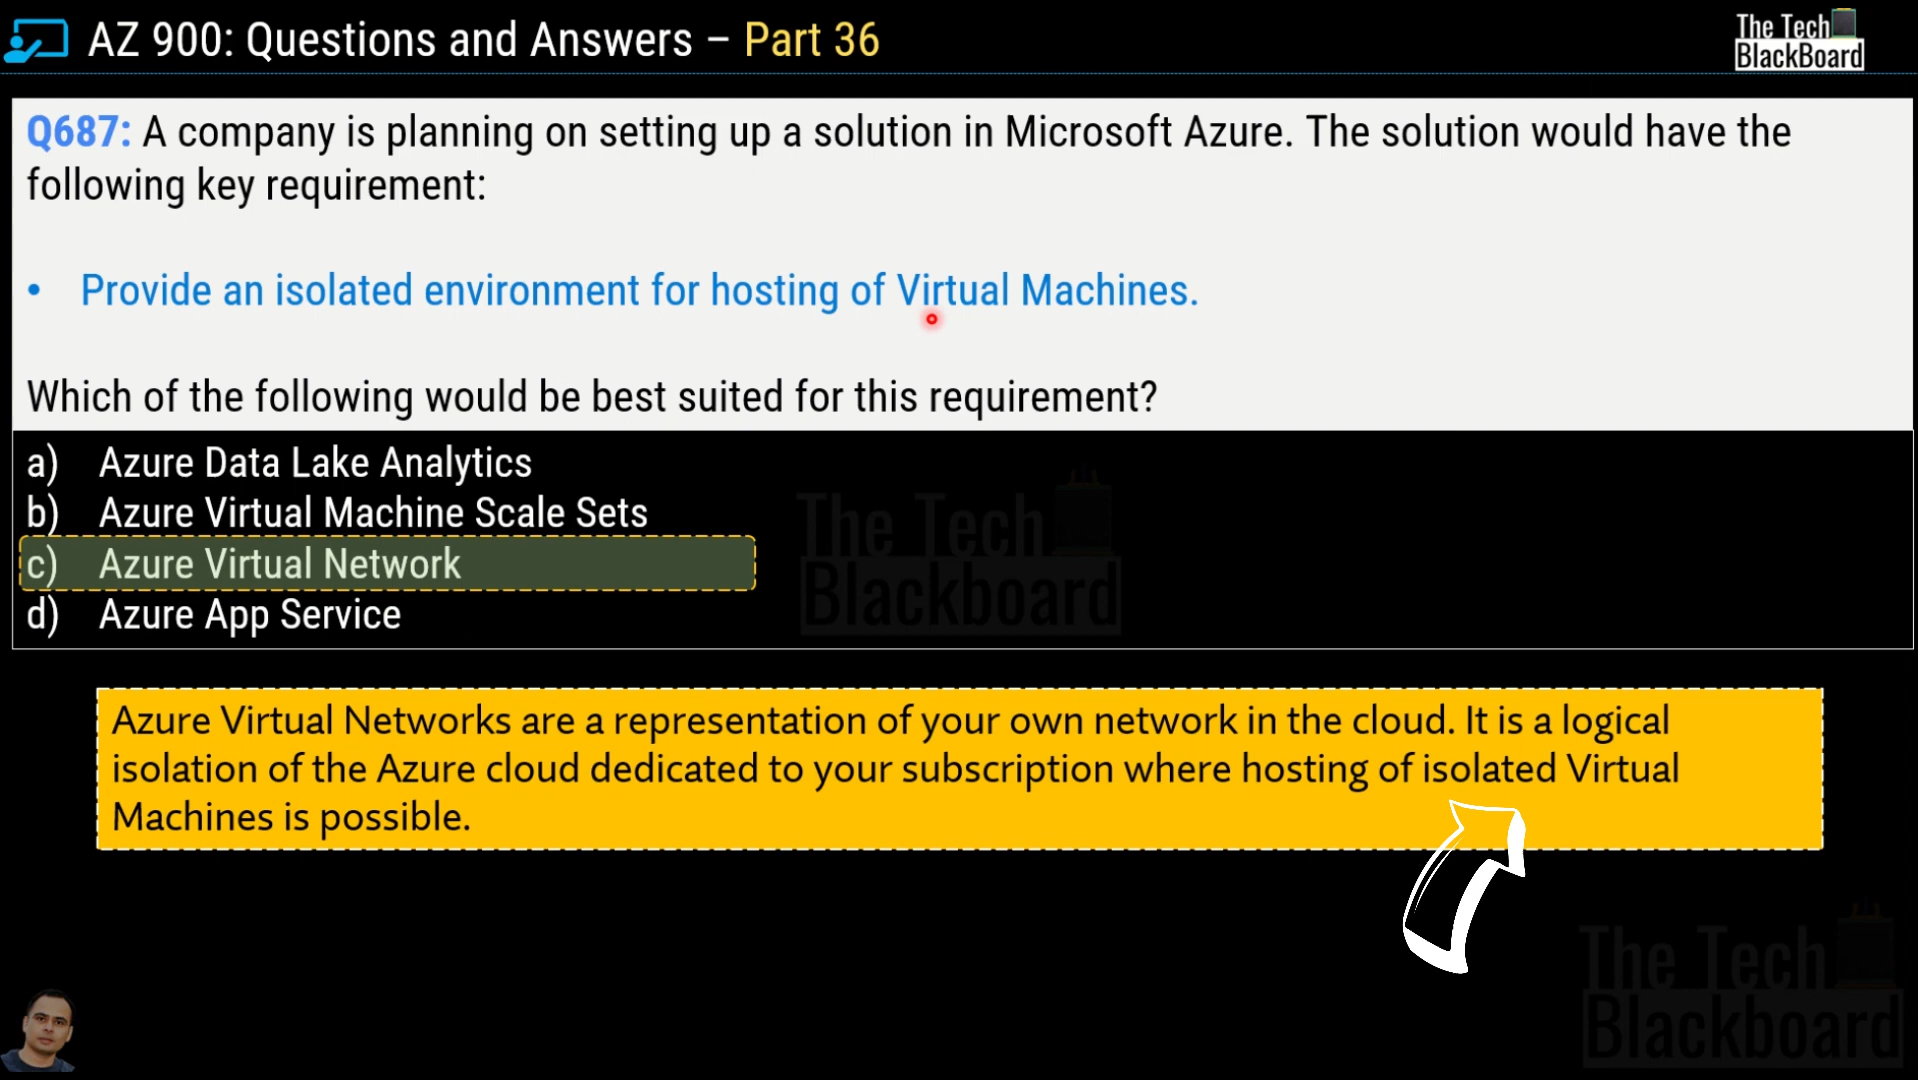 AZ 900: Questions and Answers – Part 36
The Tech
BlackBoard
Q687: A company is planning on setting up a solution in Microsoft Azure. The solution would have the
following key requirement:
• Provide an isolated environment for hosting of Virtual Machines.
Which of the following would be best suited for this requirement?
a) Azure Data Lake Analytics
b) Azure Virtual Machine Scale Sets
c) Azure Virtual Network
d) Azure App Service
The Tech
Blackboard
Azure Virtual Networks are a representation of your own network in the cloud. It is a logical
isolation of the Azure cloud dedicated to your subscription where hosting of isolated Virtual
Machines is possible.
The Tech
Blackboard